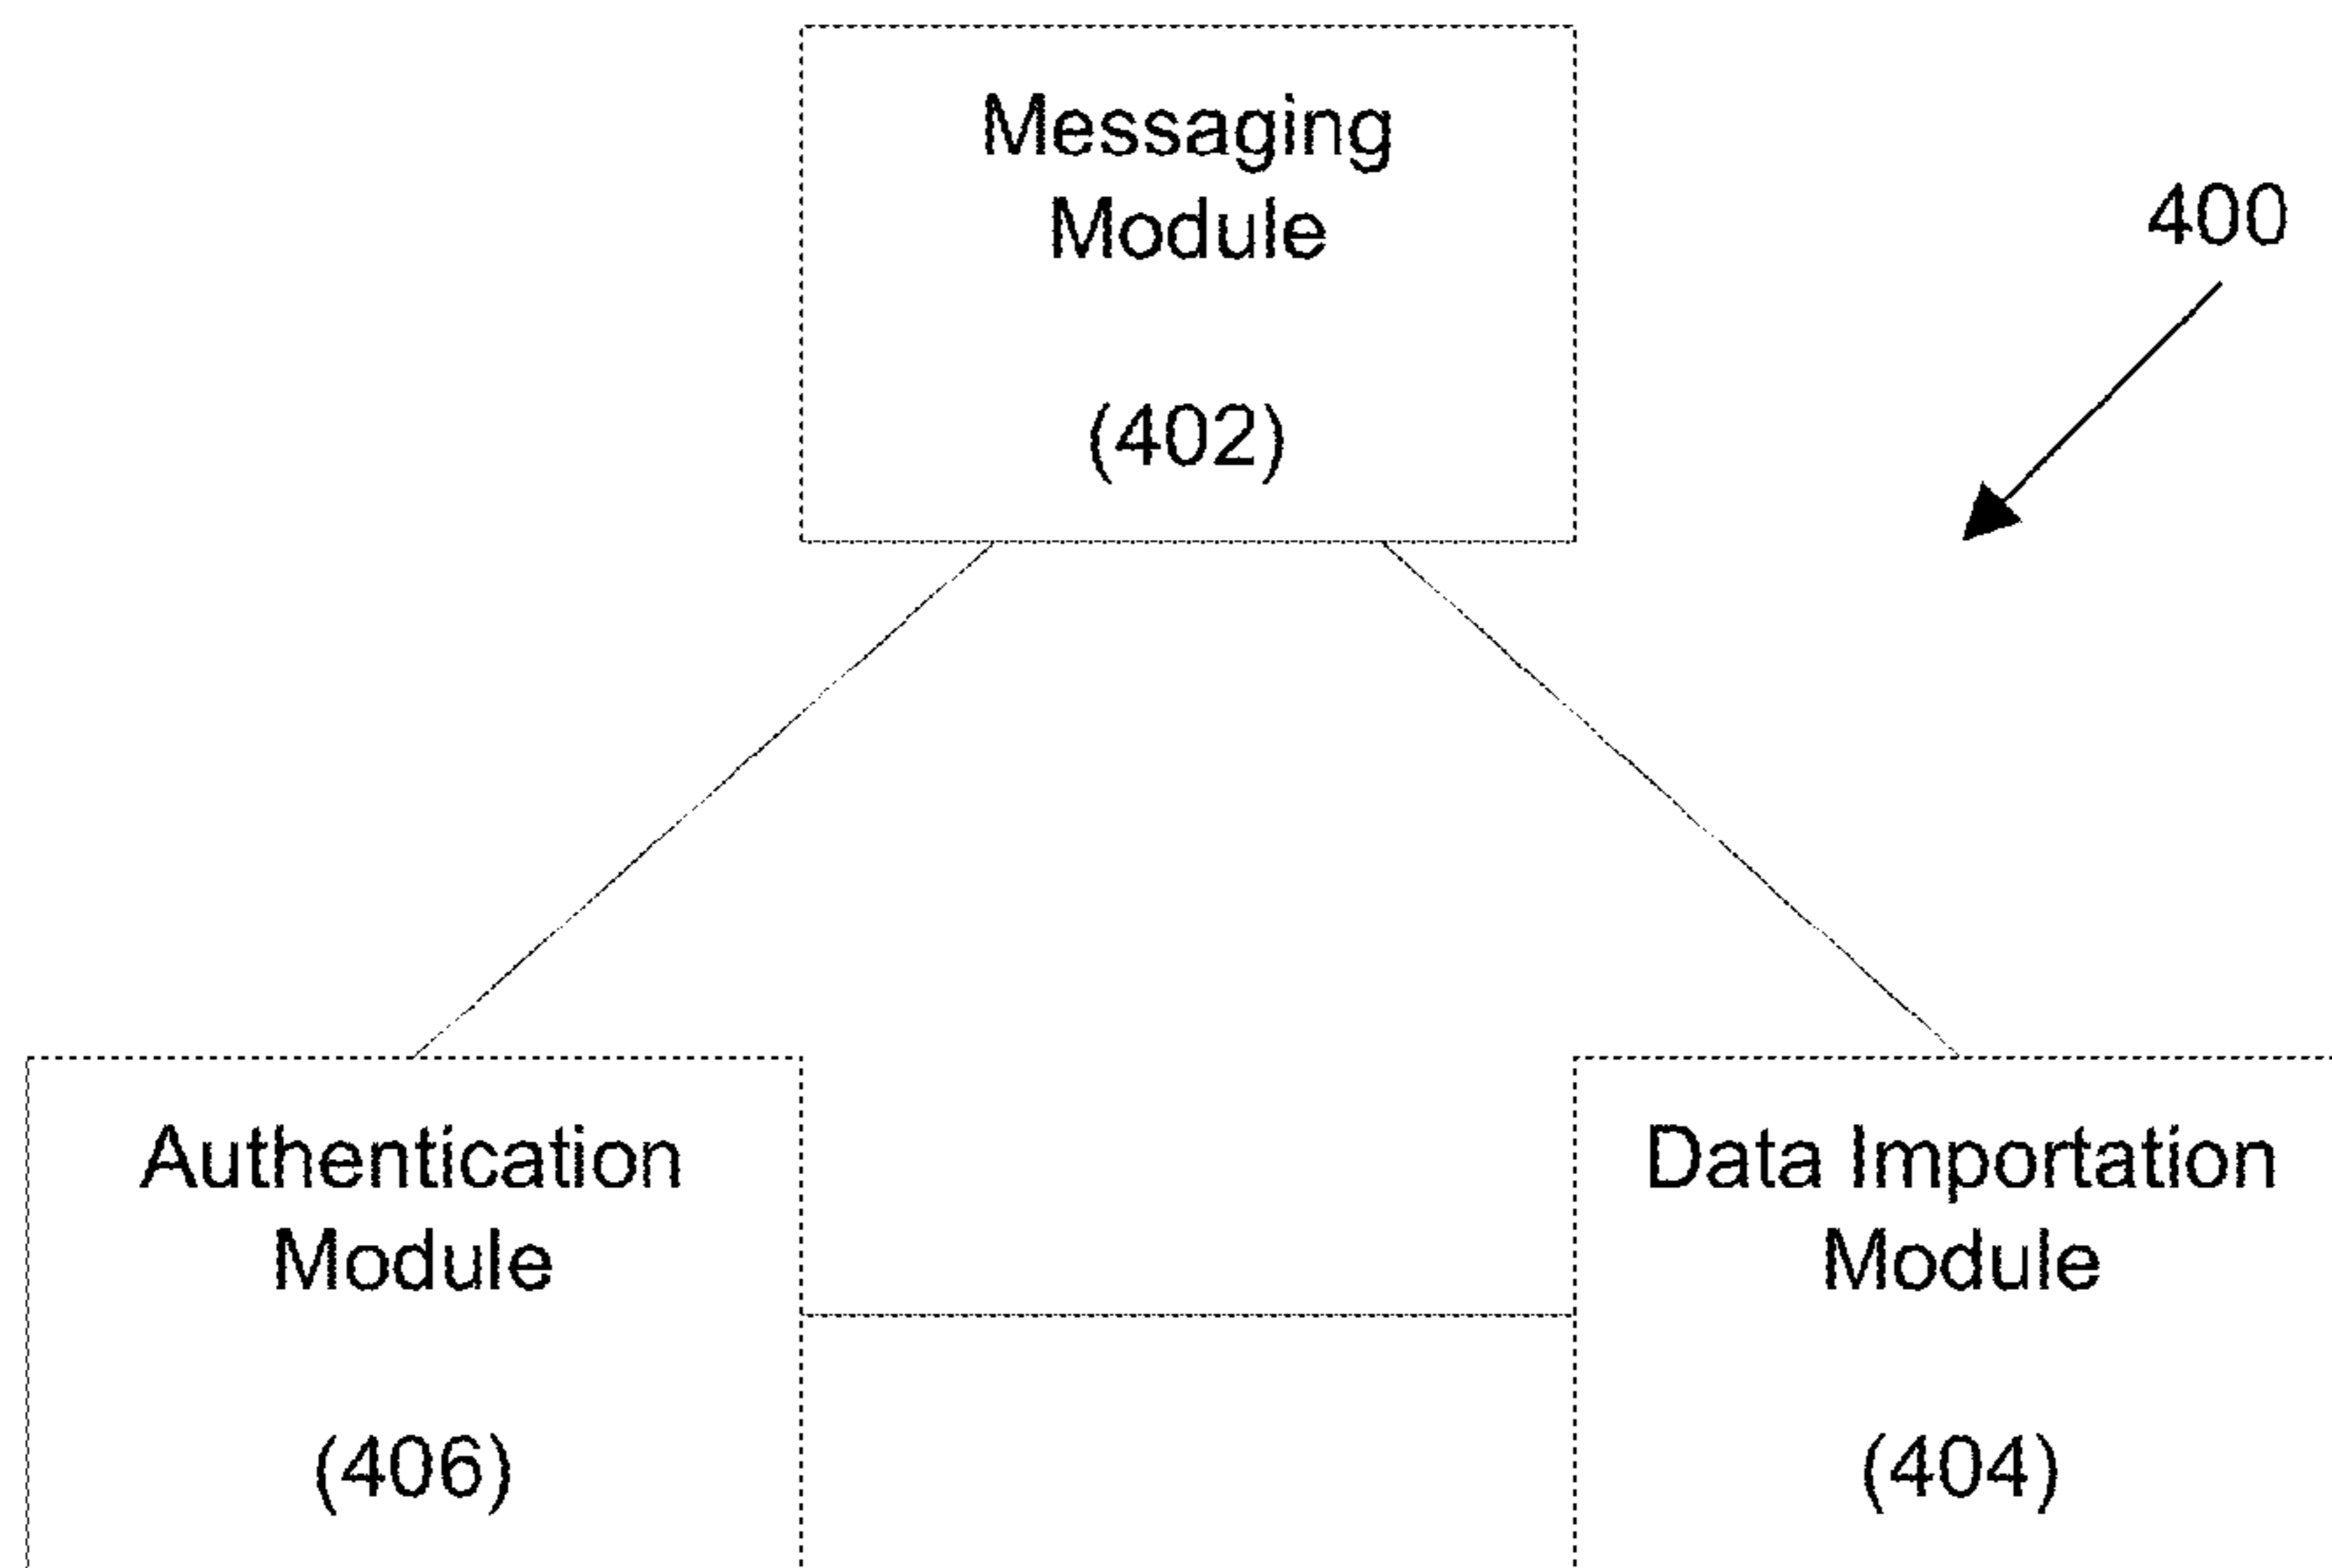 Messaging
Module
(402)
400
Authentication
Module
(406)
Data Importation
Module
(404)